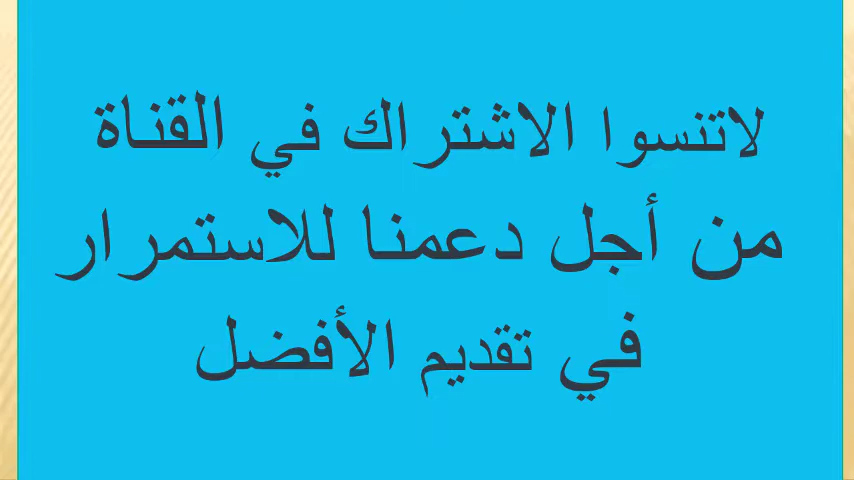 لاتنسوا الاشتراك في القناة
من أجل دعمنا للاستمرار
في تقديم الأفضل